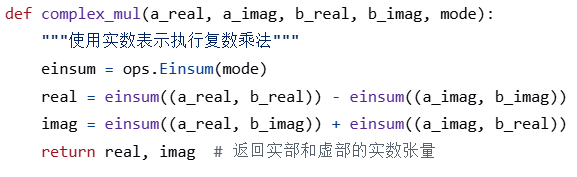 def complex_mul(a_real, a_imag, b_real, b_imag, mode):
    """使用实数表示执行复数乘法"""
    einsum = ops.Einsum(mode)
    real = einsum((a_real, b_real)) - einsum((a_imag, b_imag))
    imag = einsum((a_real, b_imag)) + einsum((a_imag, b_real))
    return real, imag  # 返回实部和虚部的实数张量